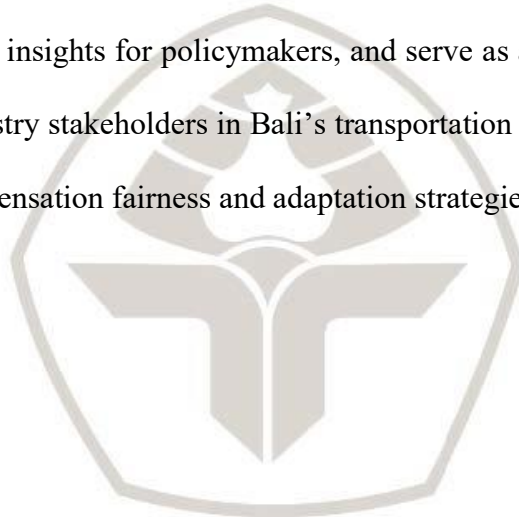 insights for policymakers, and serve as
stry stakeholders in Bali's transportation
ensation fairness and adaptation strategie